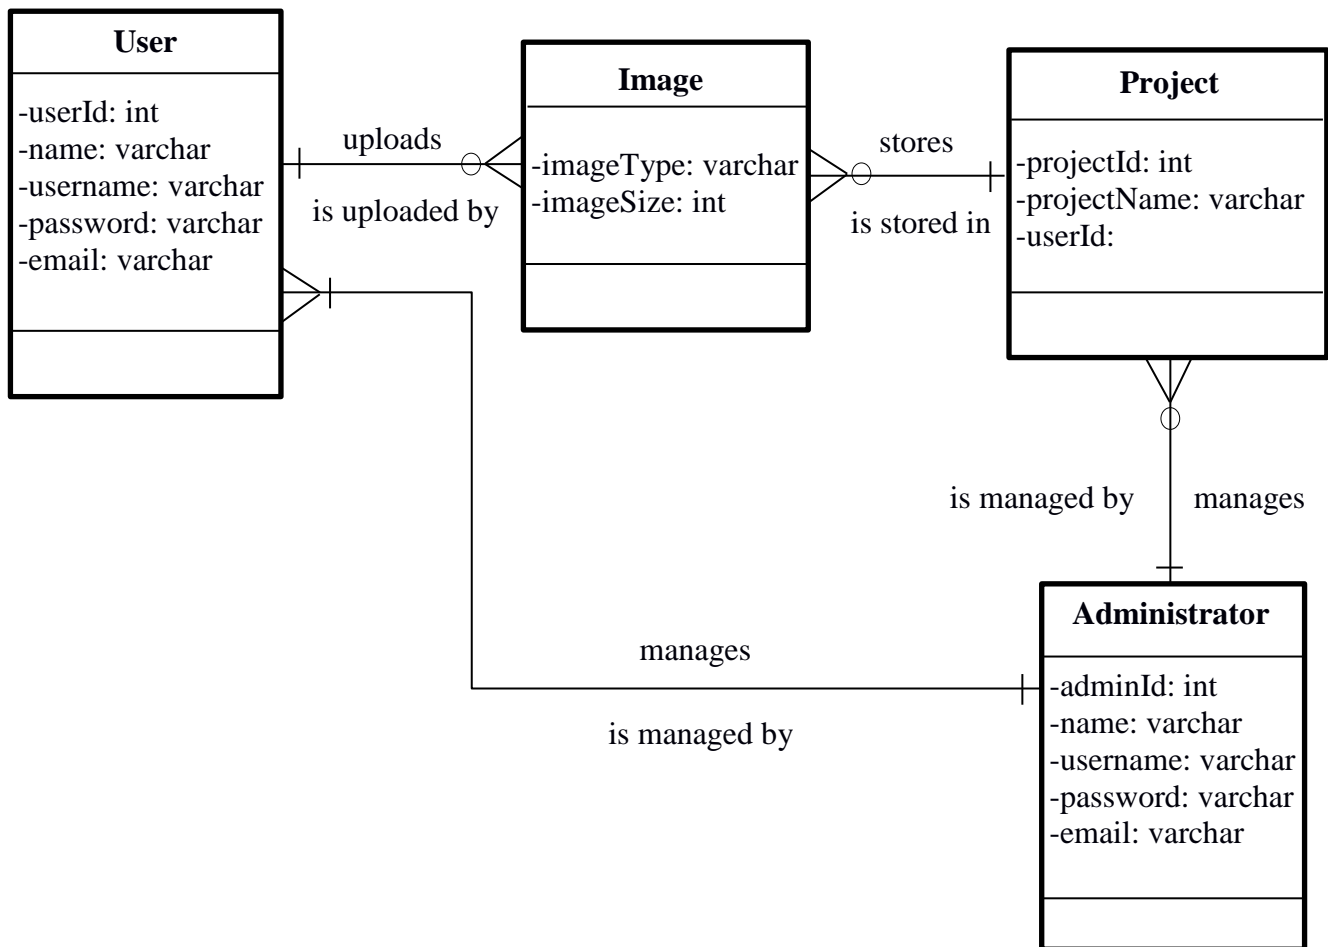 User
-userId: int
-name: varchar
-username: varchar
-password: varchar
-email: varchar
uploads
is uploaded by
Image
-imageType: varchar
-imageSize: int
stores
is stored in
Project
-projectId: int
-projectName: varchar
-userId:
is managed by
manages
manages
is managed by
Administrator
-adminId: int
-name: varchar
-username: varchar
-password: varchar
-email: varchar